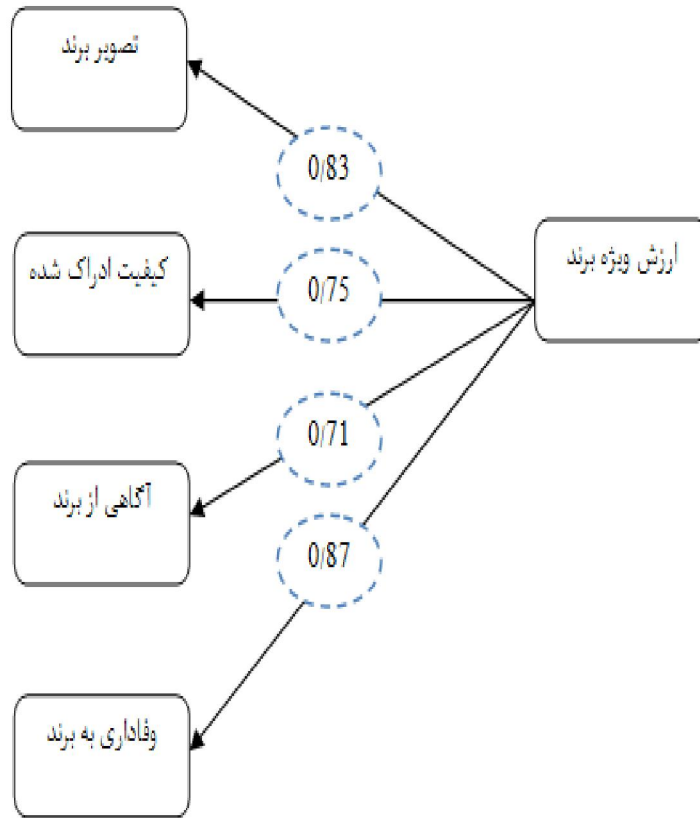 تصویر برند
0/83
ارزش ویژه برند
کیفیت ادراک شده
0/75
0/71
آگاهی از برند
0/87
وفاداری به برند